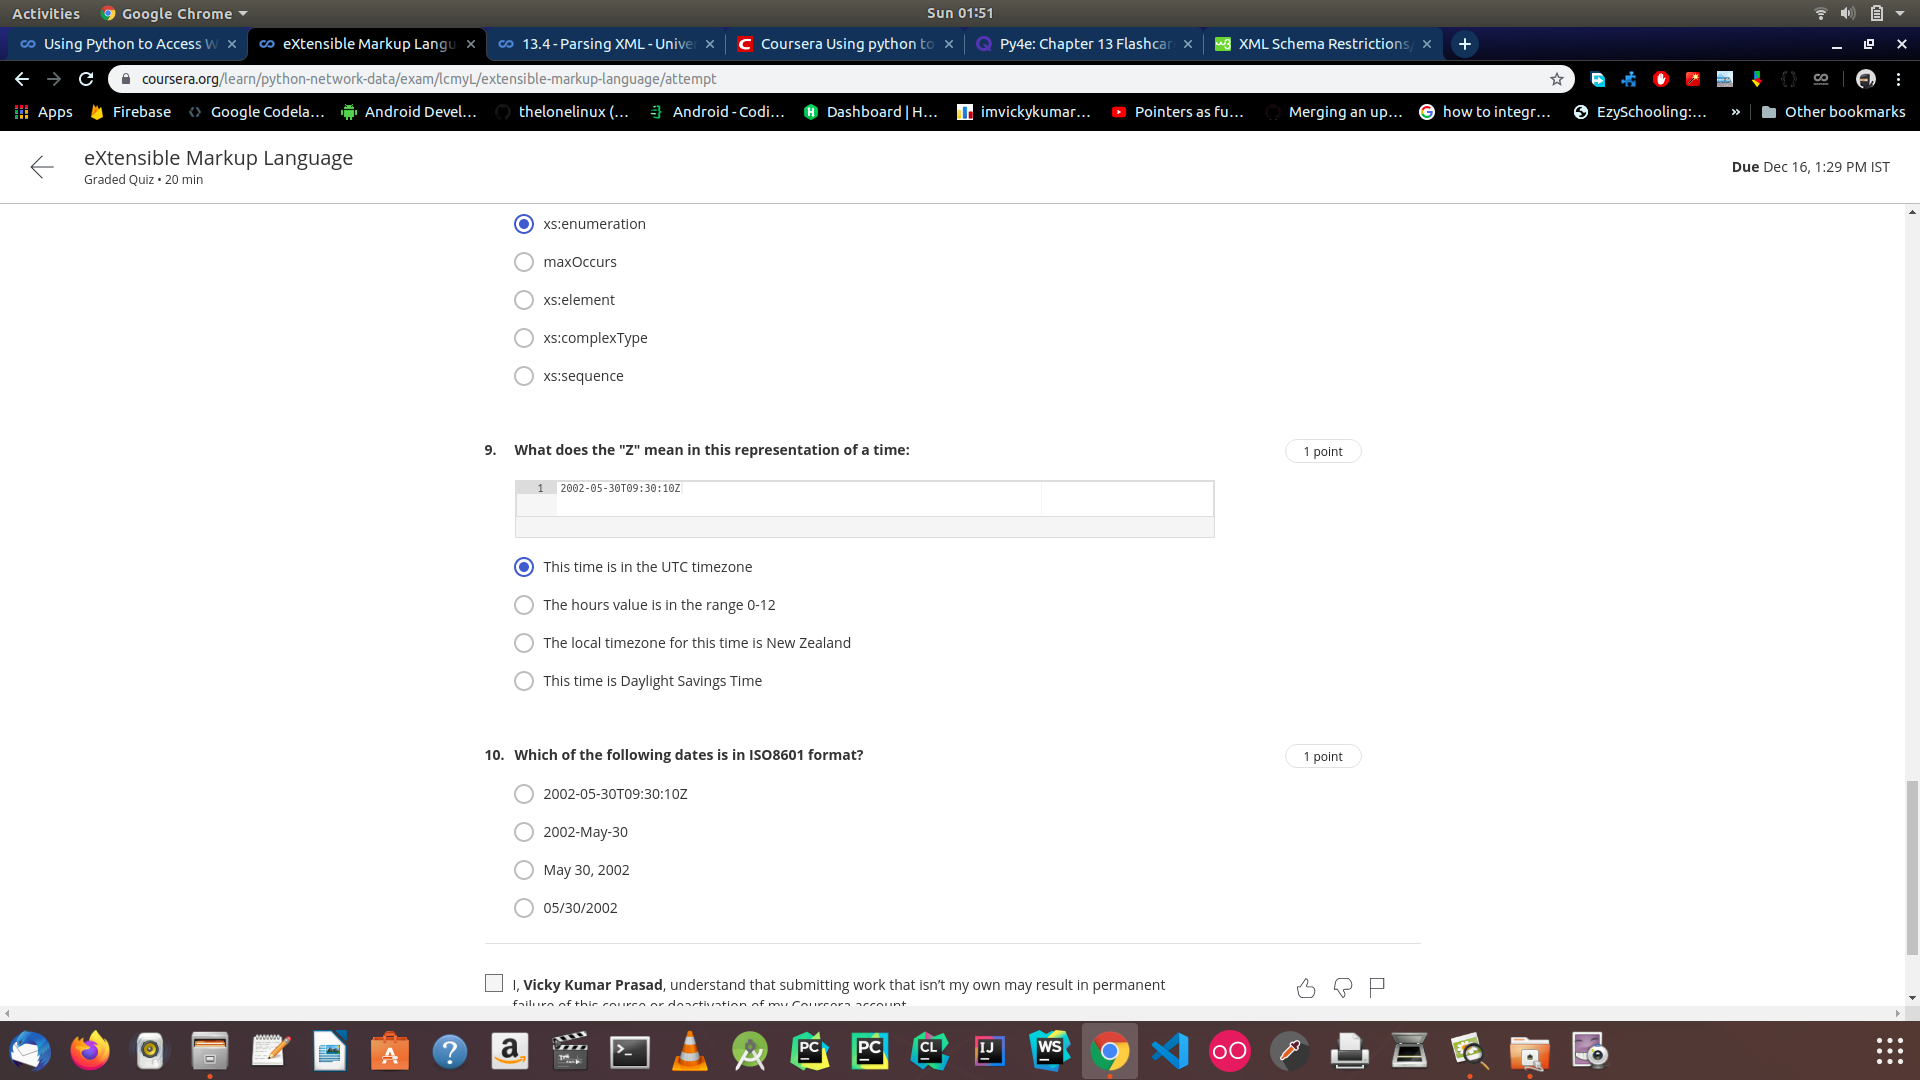 Activities
Google Chrome
Sun 01:51
Using Python to Access W
eXtensible Markup Langu
13.4 - Parsing XML - Unive
Coursera Using python to
Py4e: Chapter 13 Flashcar
XML Schema Restrictions/
coursera.org/learn/python-network-data/exam/lcmyL/extensible-markup-language/attempt
Apps
Firebase
Google Codela...
Android Devel...
thelonelinux (...
Android - Codi...
Dashboard | H...
imvickykumar...
Pointers as fu...
Merging an up...
how to integr...
EzySchooling:...
»
Other bookmarks
eXtensible Markup Language
Graded Quiz • 20 min
Due Dec 16, 1:29 PM IST
xs:enumeration
maxOccurs
xs:element
xs:complexType
xs:sequence
9. What does the "Z" mean in this representation of a time:
1 point
1 2002-05-30T09:30:10Z
This time is in the UTC timezone
The hours value is in the range 0-12
The local timezone for this time is New Zealand
This time is Daylight Savings Time
10. Which of the following dates is in ISO8601 format?
1 point
2002-05-30T09:30:10Z
2002-May-30
May 30, 2002
05/30/2002
I, Vicky Kumar Prasad, understand that submitting work that isn't my own may result in permanent
failure of this course or deactivation of my Coursera account